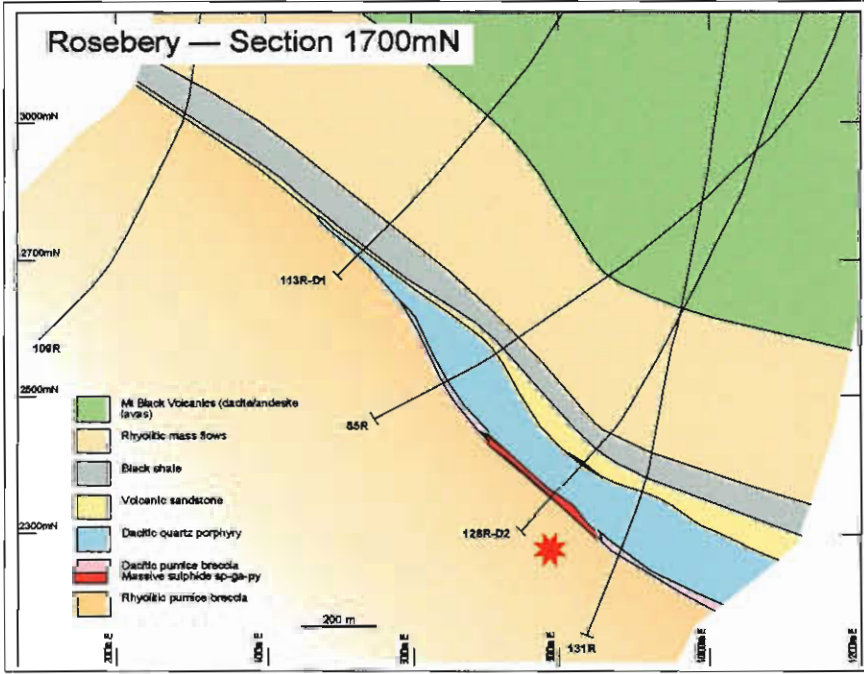 Rosebery — Section 1700mN
3000mN
2700mN
113R-D1
109R
2500mN
85R
Mt Black Volcanics (dacite/andesite
lavas)
Rhyolitic mass flows
Black shale
Volcanic sandstone
Dacitic quartz porphyry
Dacitic pumice breccia
Massive sulphide sp-ga-py
Rhyolitic pumice breccia
2300mN
128R-D2
200 m
131R
200m E
1200m E